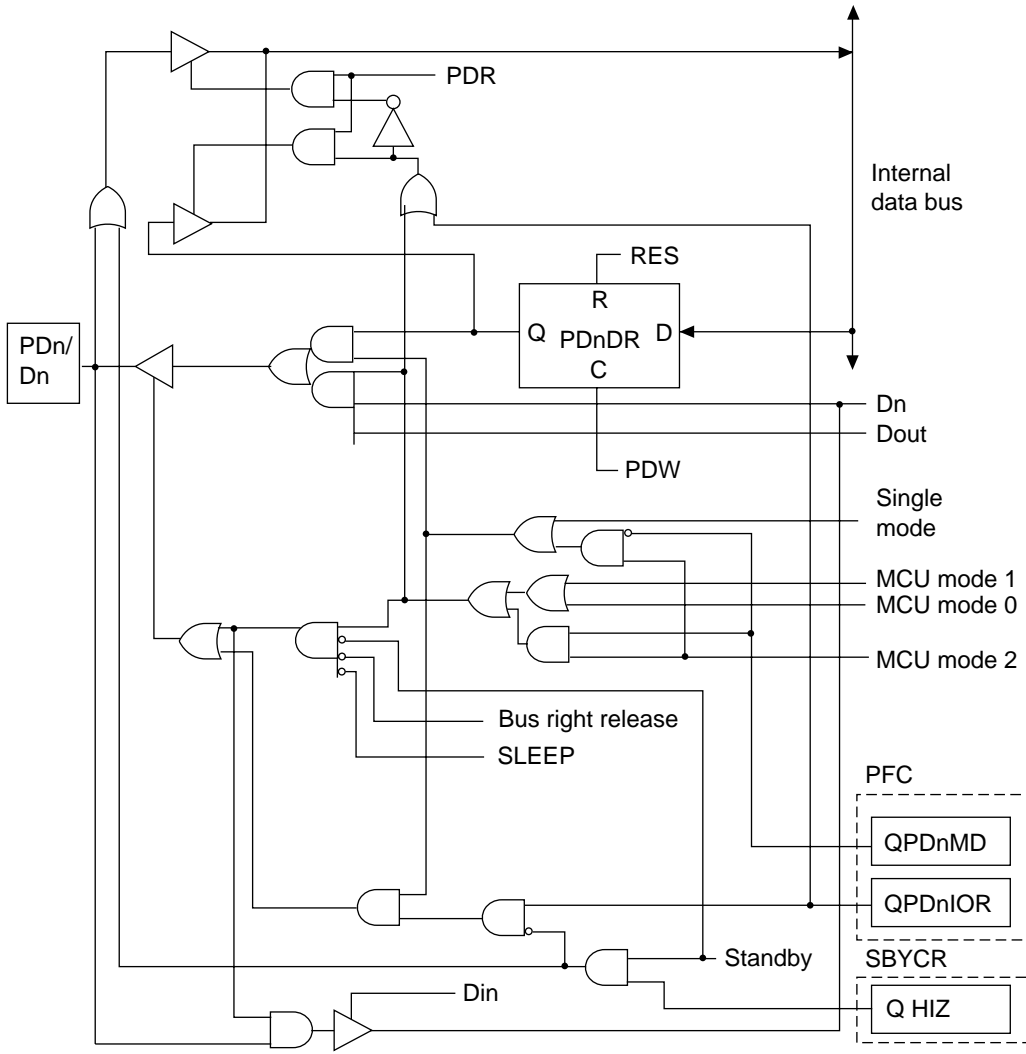 PDR
Internal
data bus
RES
R
Q
PDnDR
D
C
PDn/
Dn
Dn
Dout
PDW
Single
mode
MCU mode 1
MCU mode 0
MCU mode 2
Bus right release
SLEEP
PFC
QPDnMD
QPDnIOR
Standby
SBYCR
Din
Q HIZ